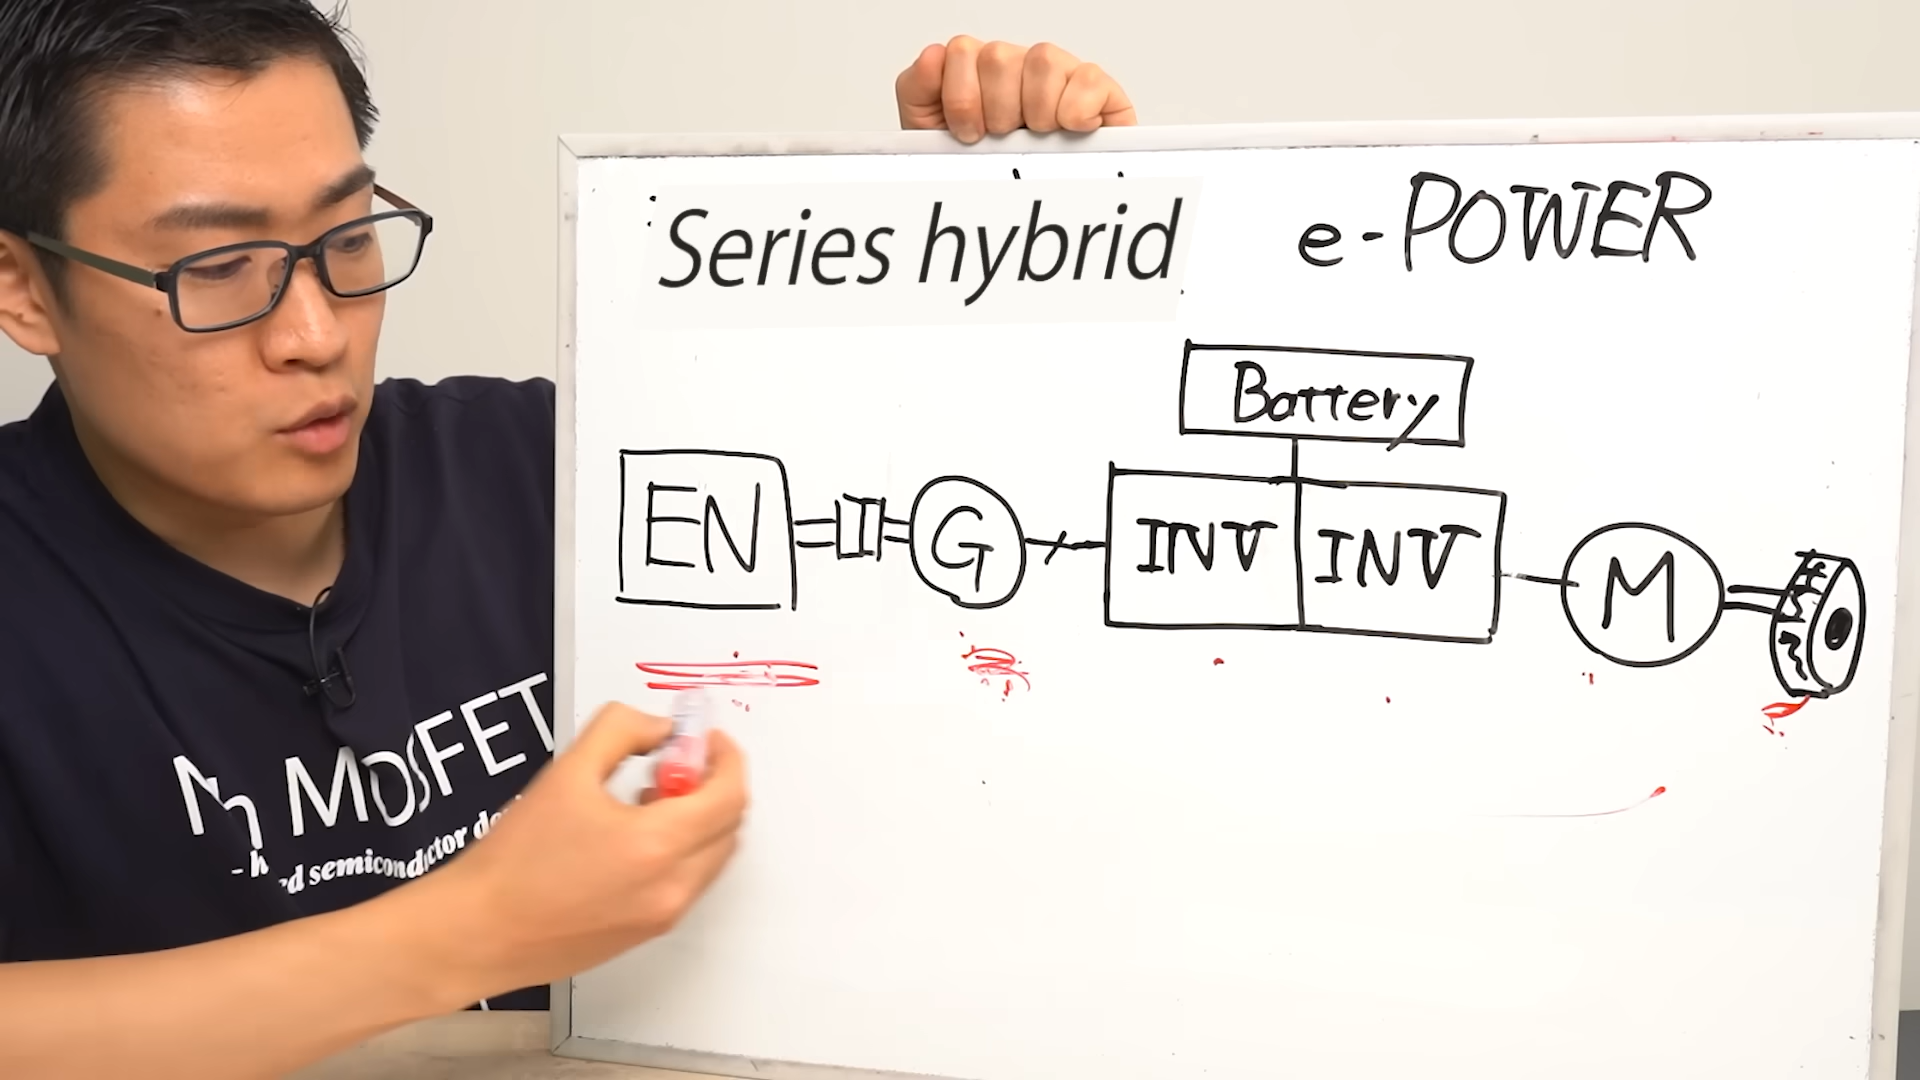 Series hybrid
e-POWER
Battery
EN
G
INV
INV
M
MOSFET
semiconductor